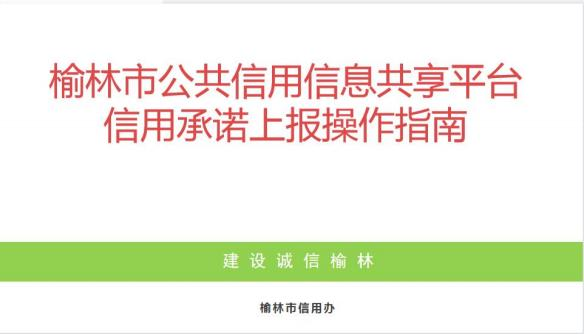 榆林市公共信用信息共享平台
信用承诺上报操作指南
建设诚信榆林
榆林市信用办